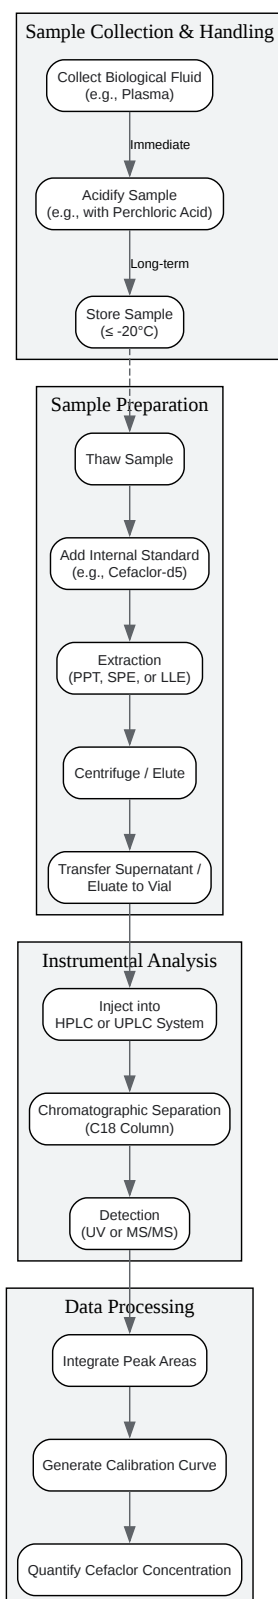 Sample Collection & Handling
Collect Biological Fluid
(e.g., Plasma)
Immediate
Acidify Sample
(e.g., with Perchloric Acid)
Long-term
Store Sample
(≤ -20°C)
Sample Preparation
Thaw Sample
Add Internal Standard
(e.g., Cefaclor-d5)
Extraction
(PPT, SPE, or LLE)
Centrifuge / Elute
Transfer Supernatant /
Eluate to Vial
Instrumental Analysis
Inject into
HPLC or UPLC System
Chromatographic Separation
(C18 Column)
Detection
(UV or MS/MS)
Data Processing
Integrate Peak Areas
Generate Calibration Curve
Quantify Cefaclor Concentration